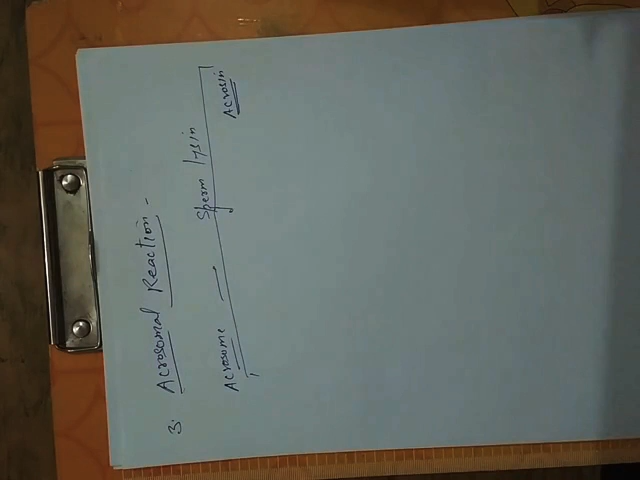 3. Acrosomal Reaction -
Acrosome — Sperm lysin
Acrosin